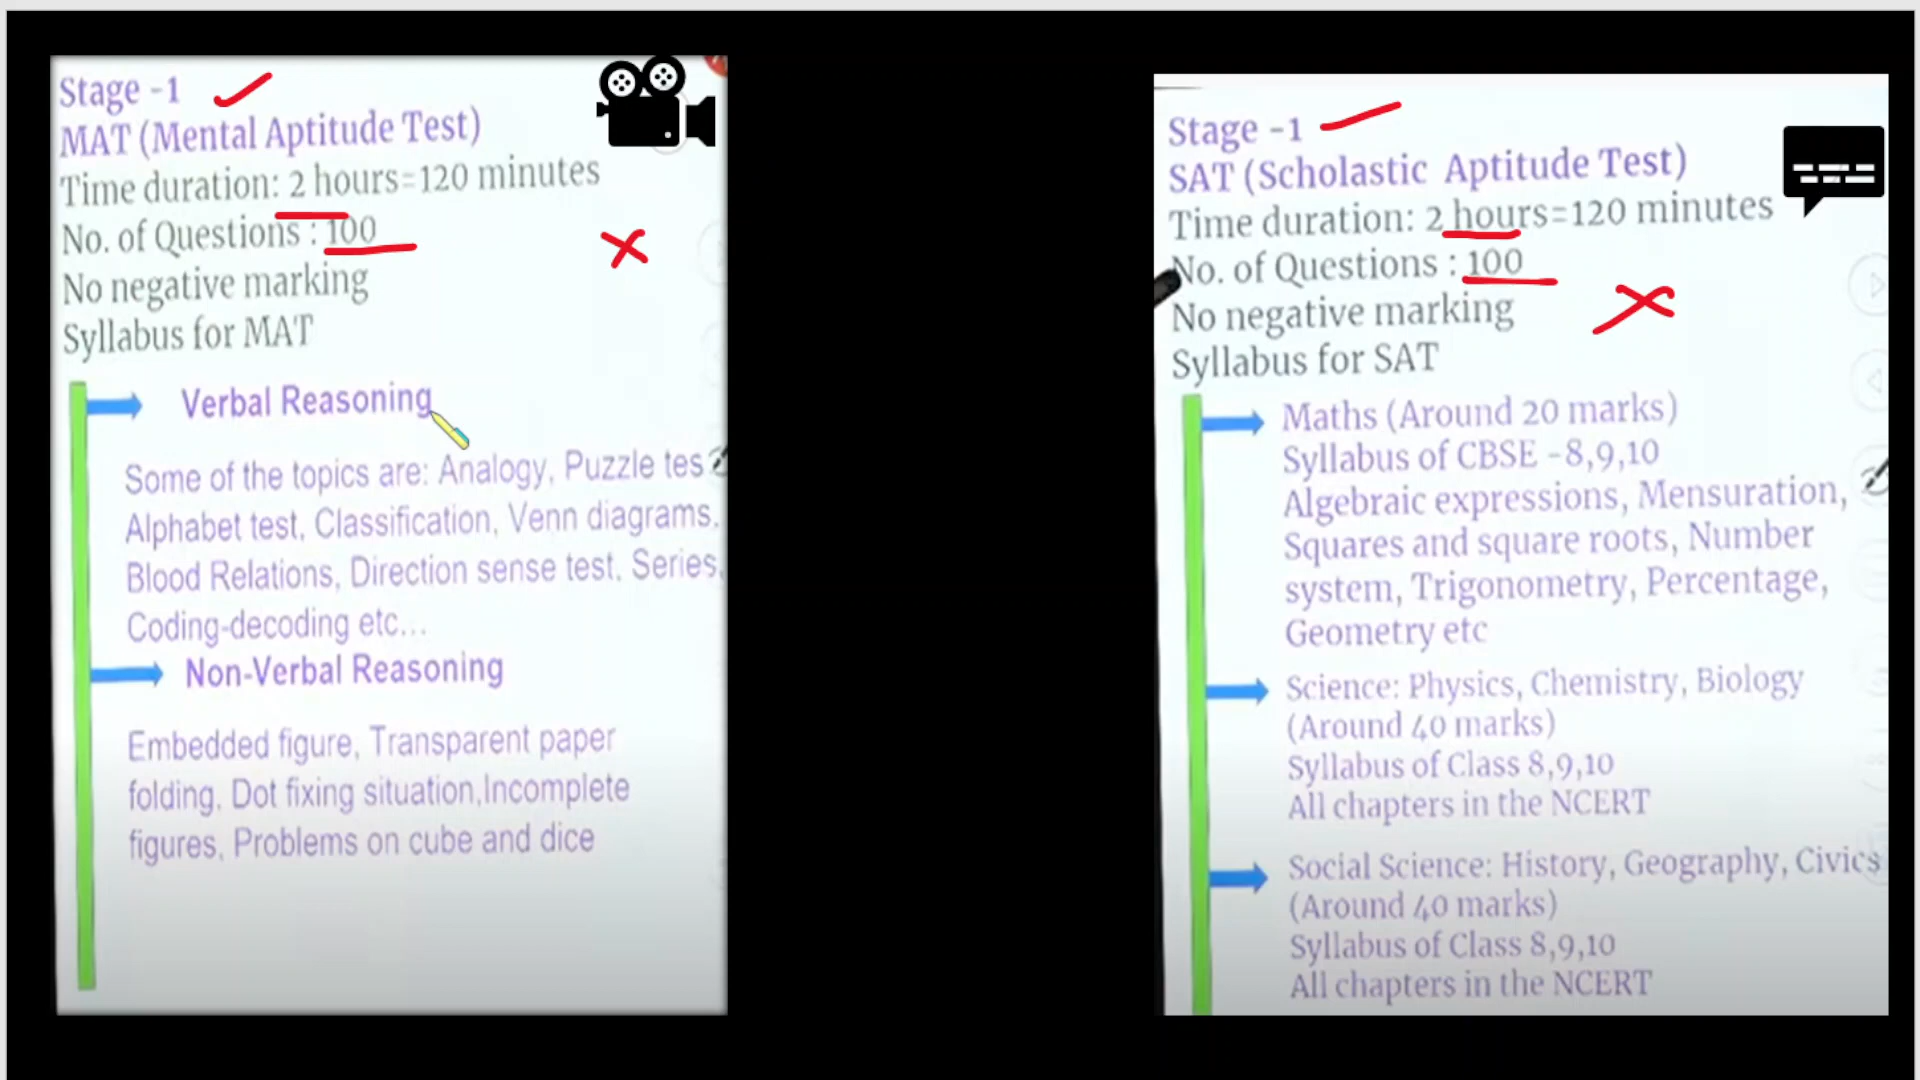 Stage -1
MAT (Mental Aptitude Test)
Time duration: 2 hours=120 minutes
No. of Questions : 100
No negative marking
Syllabus for MAT
Verbal Reasoning
Some of the topics are: Analogy, Puzzle tes
Alphabet test, Classification, Venn diagrams,
Blood Relations, Direction sense test, Series,
Coding-decoding etc...
Non-Verbal Reasoning
Embedded figure, Transparent paper
folding, Dot fixing situation,Incomplete
figures, Problems on cube and dice
Stage -1
SAT (Scholastic Aptitude Test)
Time duration: 2 hours=120 minutes
No. of Questions : 100
No negative marking
Syllabus for SAT
Maths (Around 20 marks)
Syllabus of CBSE -8,9,10
Algebraic expressions, Mensuration,
Squares and square roots, Number
system, Trigonometry, Percentage,
Geometry etc
Science: Physics, Chemistry, Biology
(Around 40 marks)
Syllabus of Class 8,9,10
All chapters in the NCERT
Social Science: History, Geography, Civics
(Around 40 marks)
Syllabus of Class 8,9,10
All chapters in the NCERT